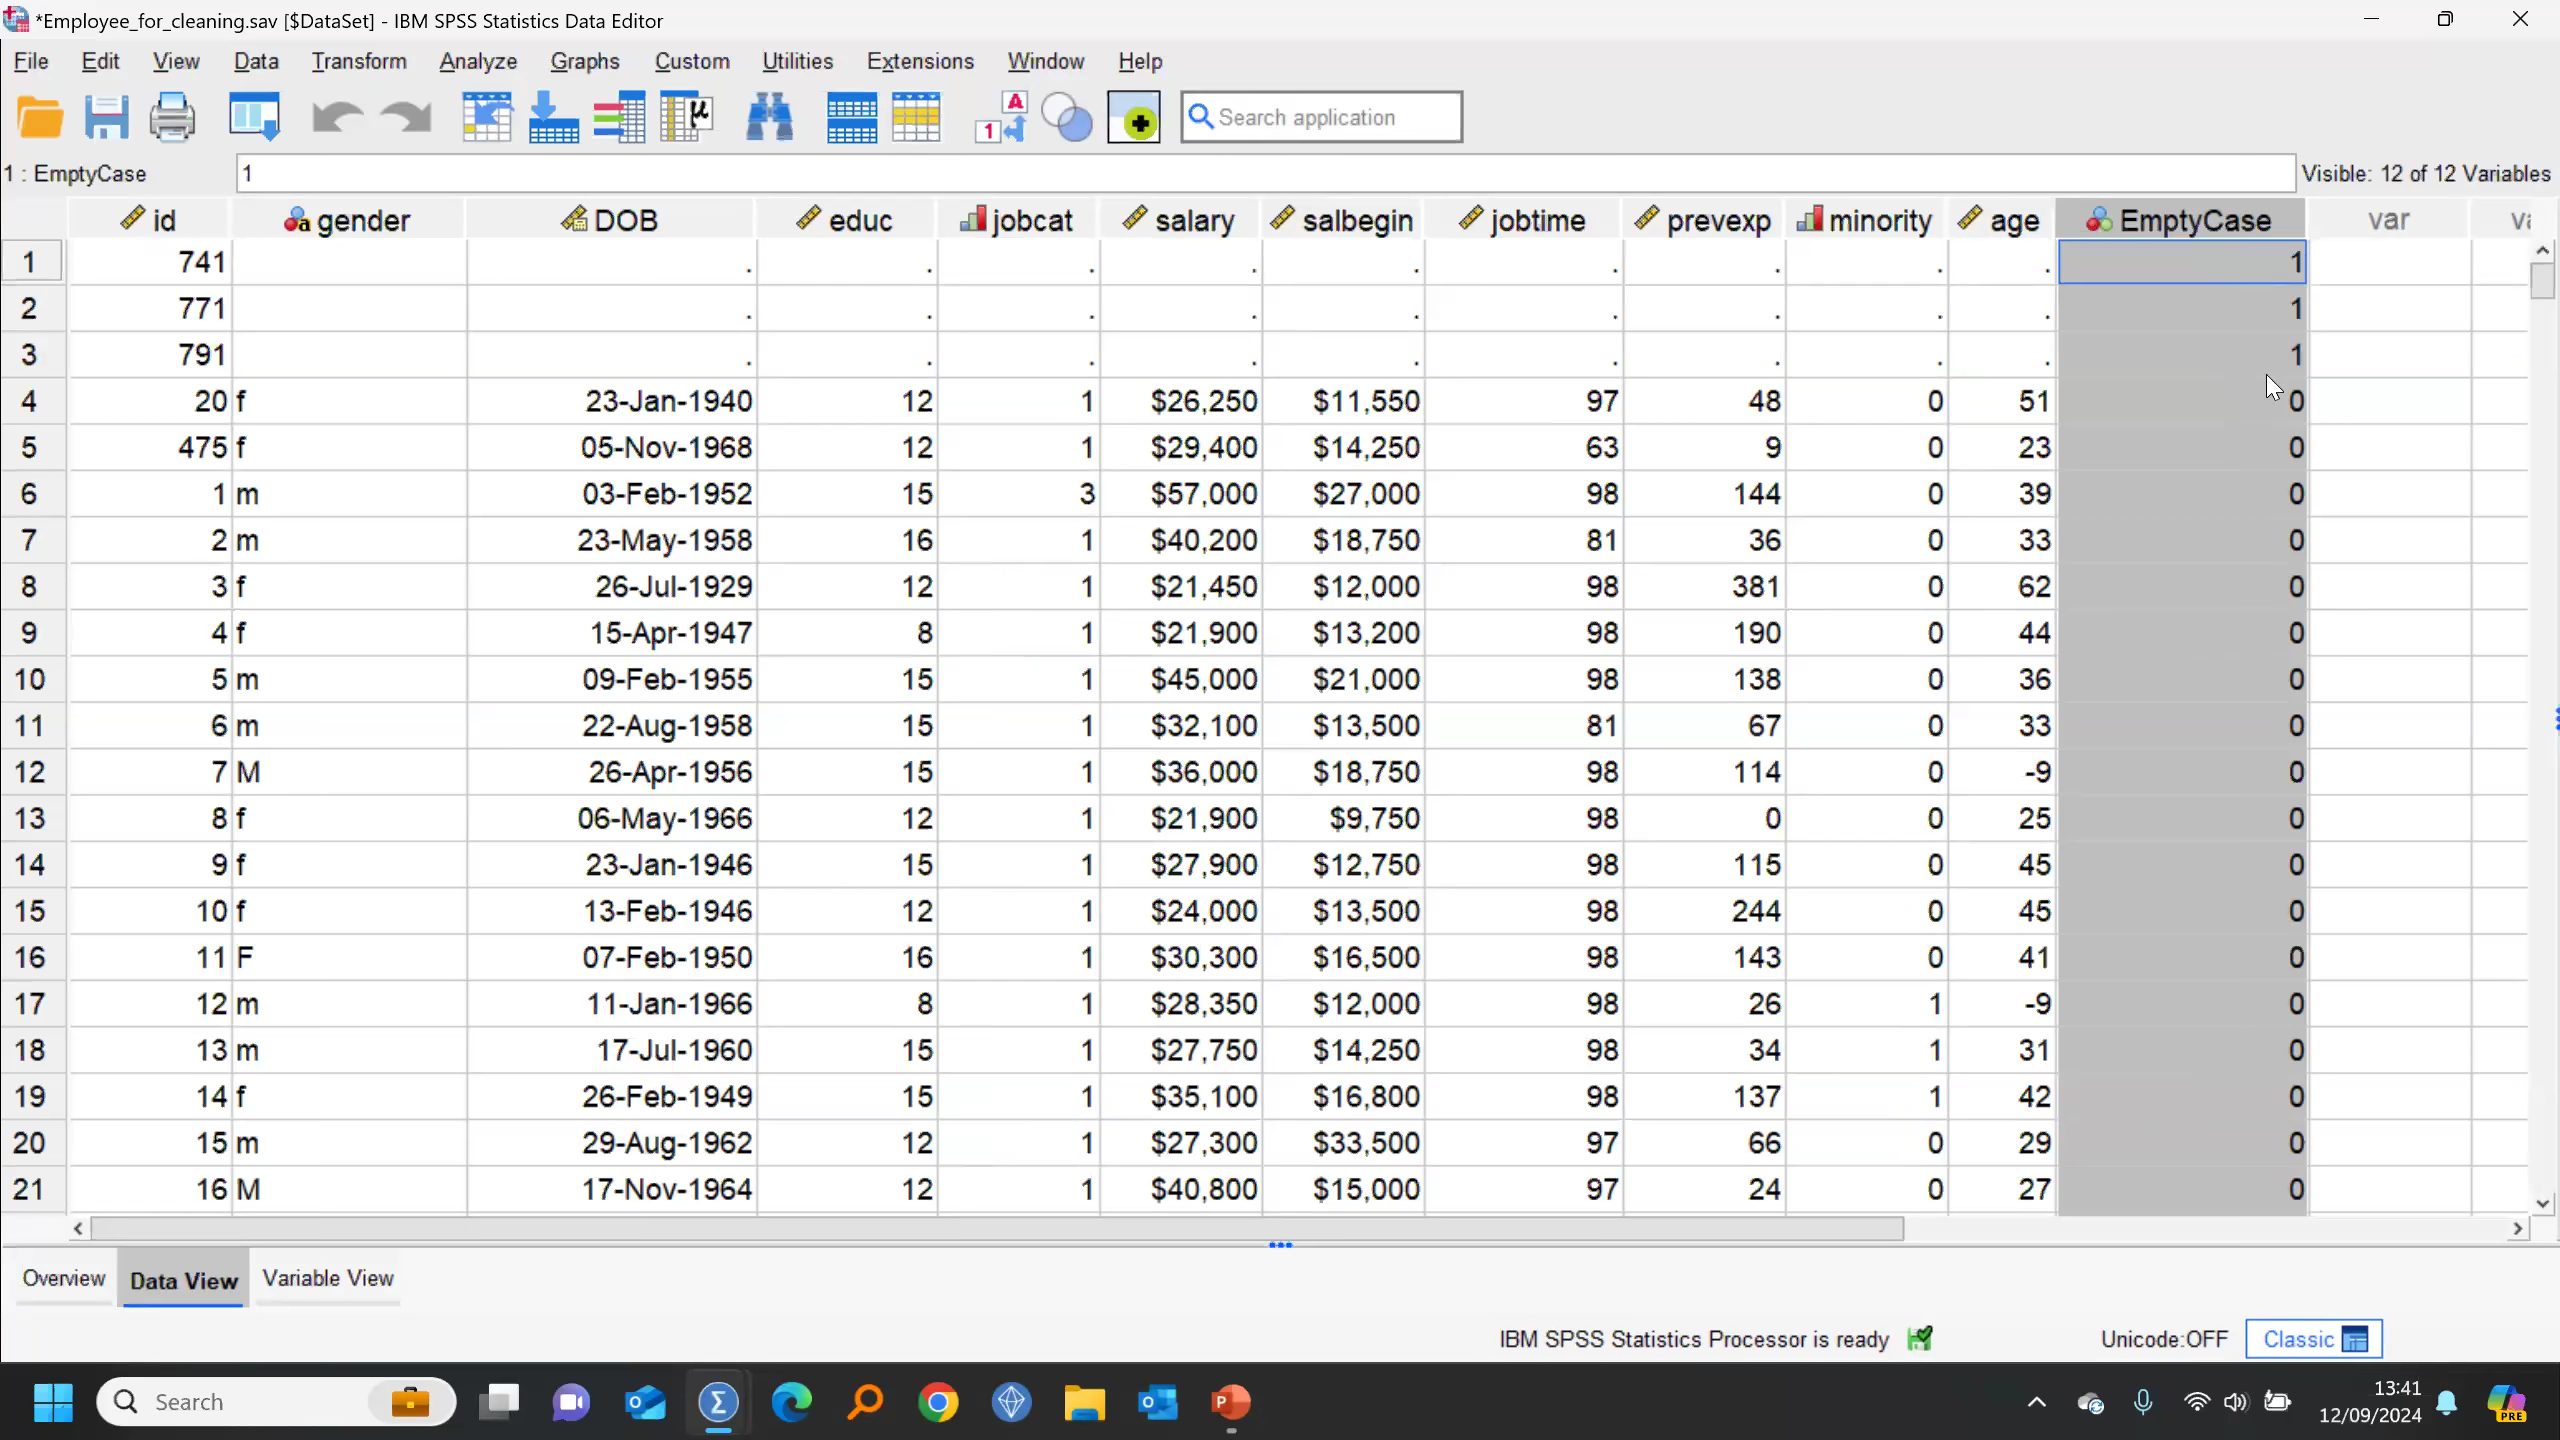 *Employee_for_cleaning.sav [$DataSet] - IBM SPSS Statistics Data Editor
File Edit View Data Transform Analyze Graphs Custom Utilities Extensions Window Help
Search application
1 : EmptyCase 1 Visible: 12 of 12 Variables
id gender DOB educ jobcat salary salbegin jobtime prevexp minority age EmptyCase var
1 741 . . . . . . . . . 1
2 771 . . . . . . . . . 1
3 791 . . . . . . . . . 1
4 20 f 23-Jan-1940 12 1 $26,250 $11,550 97 48 0 51 0
5 475 f 05-Nov-1968 12 1 $29,400 $14,250 63 9 0 23 0
6 1 m 03-Feb-1952 15 3 $57,000 $27,000 98 144 0 39 0
7 2 m 23-May-1958 16 1 $40,200 $18,750 81 36 0 33 0
8 3 f 26-Jul-1929 12 1 $21,450 $12,000 98 381 0 62 0
9 4 f 15-Apr-1947 8 1 $21,900 $13,200 98 190 0 44 0
10 5 m 09-Feb-1955 15 1 $45,000 $21,000 98 138 0 36 0
11 6 m 22-Aug-1958 15 1 $32,100 $13,500 81 67 0 33 0
12 7 M 26-Apr-1956 15 1 $36,000 $18,750 98 114 0 -9 0
13 8 f 06-May-1966 12 1 $21,900 $9,750 98 0 0 25 0
14 9 f 23-Jan-1946 15 1 $27,900 $12,750 98 115 0 45 0
15 10 f 13-Feb-1946 12 1 $24,000 $13,500 98 244 0 45 0
16 11 F 07-Feb-1950 16 1 $30,300 $16,500 98 143 0 41 0
17 12 m 11-Jan-1966 8 1 $28,350 $12,000 98 26 1 -9 0
18 13 m 17-Jul-1960 15 1 $27,750 $14,250 98 34 1 31 0
19 14 f 26-Feb-1949 15 1 $35,100 $16,800 98 137 1 42 0
20 15 m 29-Aug-1962 12 1 $27,300 $33,500 97 66 0 29 0
21 16 M 17-Nov-1964 12 1 $40,800 $15,000 97 24 0 27 0
Overview Data View Variable View
IBM SPSS Statistics Processor is ready Unicode:OFF Classic
Search 13:41
12/09/2024 PRE